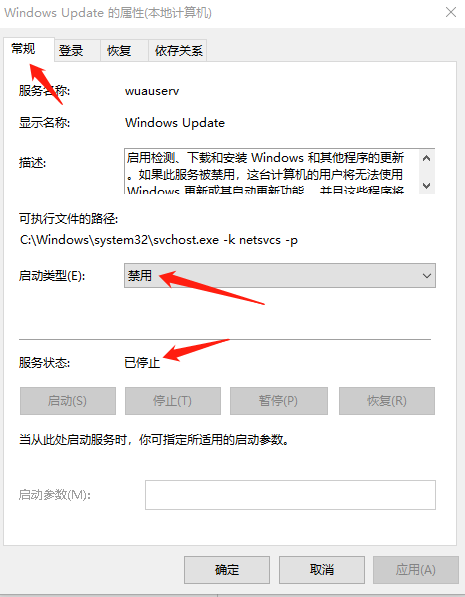 Windows Update 的属性(本地计算机)
常规 登录 恢复 依存关系
服务名称: wuauserv
显示名称: Windows Update
描述: 启用检测、下载和安装 Windows 和其他程序的更新
。如果此服务被禁用，这台计算机的用户将无法使用
Windows 更新或其自动更新功能，并且这些程序将
可执行文件的路径:
C:\Windows\system32\svchost.exe -k netsvcs -p
启动类型(E): 禁用
服务状态: 已停止
启动(S) 停止(T) 暂停(P) 恢复(R)
当从此处启动服务时，你可指定所适用的启动参数。
启动参数(M):
确定 取消 应用(A)